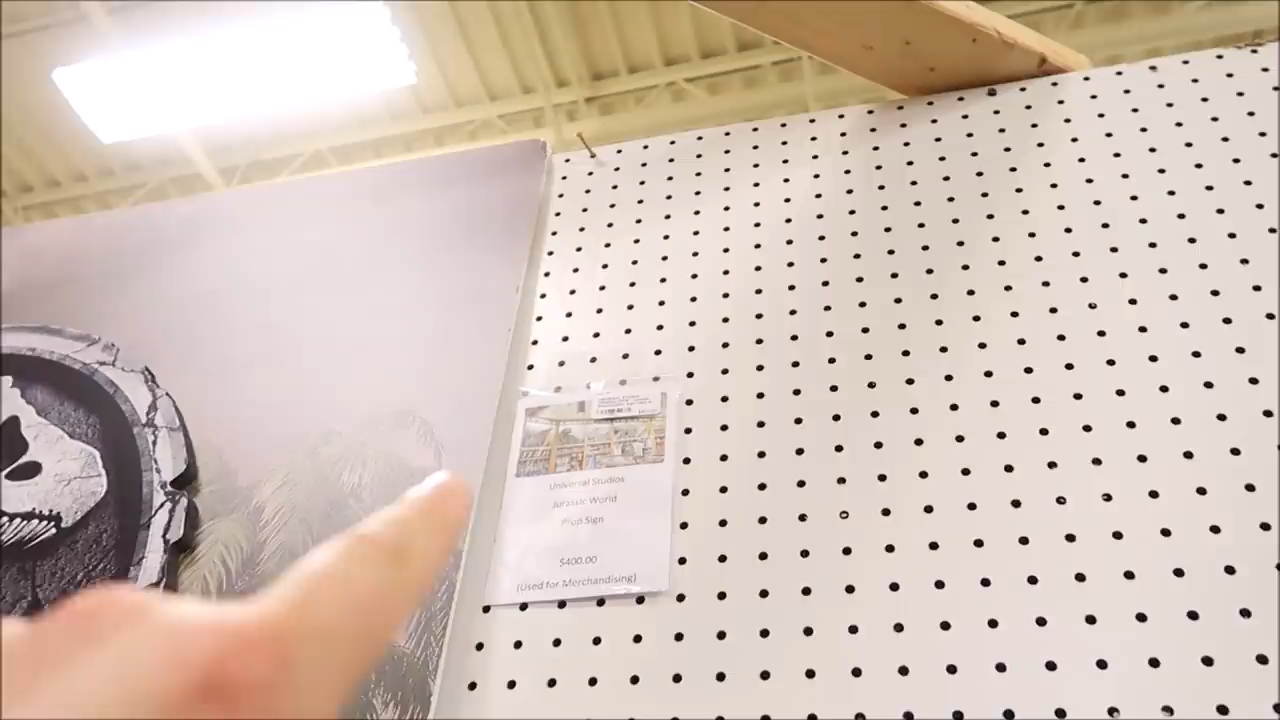 Universal Studios
Jurassic World
Prop Sign
$400.00
(Used for Merchandising)